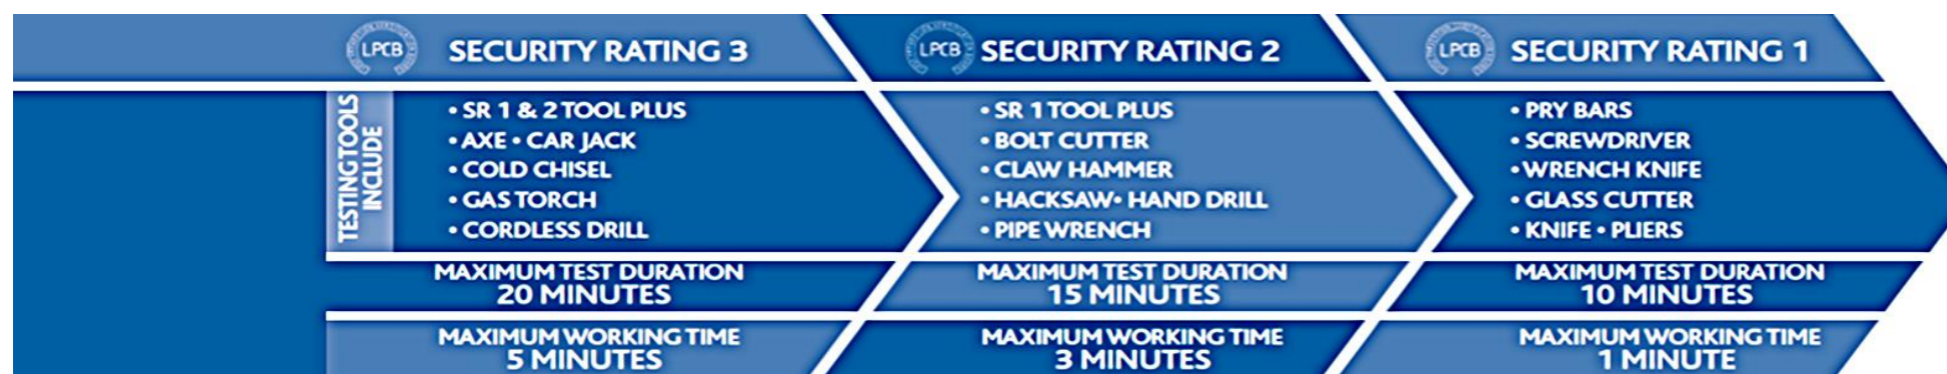 LPCB SECURITY RATING 3
TESTING TOOLS
INCLUDE
• SR 1 & 2 TOOL PLUS
• AXE • CAR JACK
• COLD CHISEL
• GAS TORCH
• CORDLESS DRILL
MAXIMUM TEST DURATION
20 MINUTES
MAXIMUM WORKING TIME
5 MINUTES
LPCB SECURITY RATING 2
• SR 1 TOOL PLUS
• BOLT CUTTER
• CLAW HAMMER
• HACKSAW • HAND DRILL
• PIPE WRENCH
MAXIMUM TEST DURATION
15 MINUTES
MAXIMUM WORKING TIME
3 MINUTES
LPCB SECURITY RATING 1
• PRY BARS
• SCREWDRIVER
• WRENCH KNIFE
• GLASS CUTTER
• KNIFE • PLIERS
MAXIMUM TEST DURATION
10 MINUTES
MAXIMUM WORKING TIME
1 MINUTE